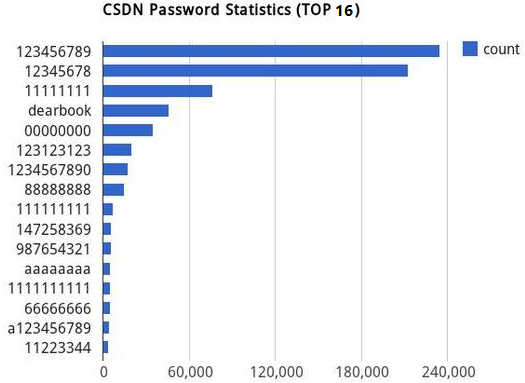 CSDN Password Statistics (TOP 16)
count
123456789
12345678
11111111
dearbook
00000000
123123123
1234567890
88888888
111111111
147258369
987654321
aaaaaaaa
1111111111
66666666
a123456789
11223344
0 60,000 120,000 180,000 240,000